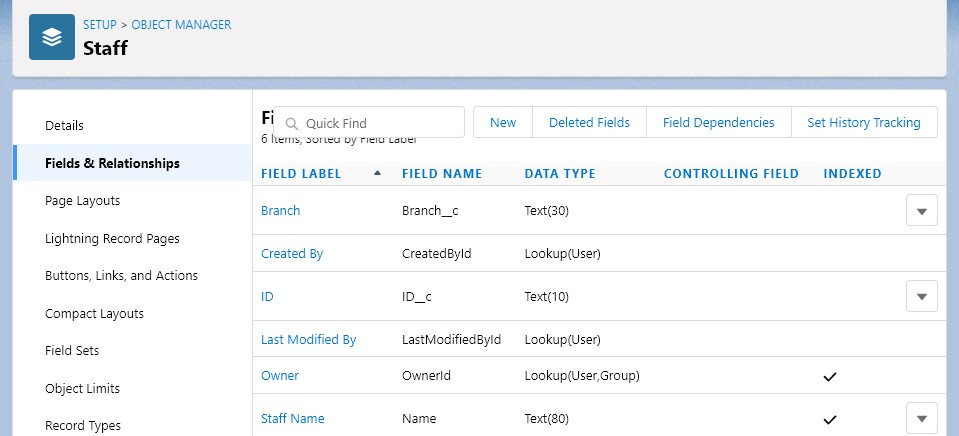 SETUP > OBJECT MANAGER
Staff
Details
Fields & Relationships
Page Layouts
Lightning Record Pages
Buttons, Links, and Actions
Compact Layouts
Field Sets
Object Limits
Record Types
Quick Find
New
Deleted Fields
Field Dependencies
Set History Tracking
6 Items, Sorted by Field Label
FIELD LABEL FIELD NAME DATA TYPE CONTROLLING FIELD INDEXED
Branch Branch__c Text(30)
Created By CreatedById Lookup(User)
ID ID__c Text(10)
Last Modified By LastModifiedById Lookup(User)
Owner OwnerId Lookup(User,Group)
Staff Name Name Text(80)